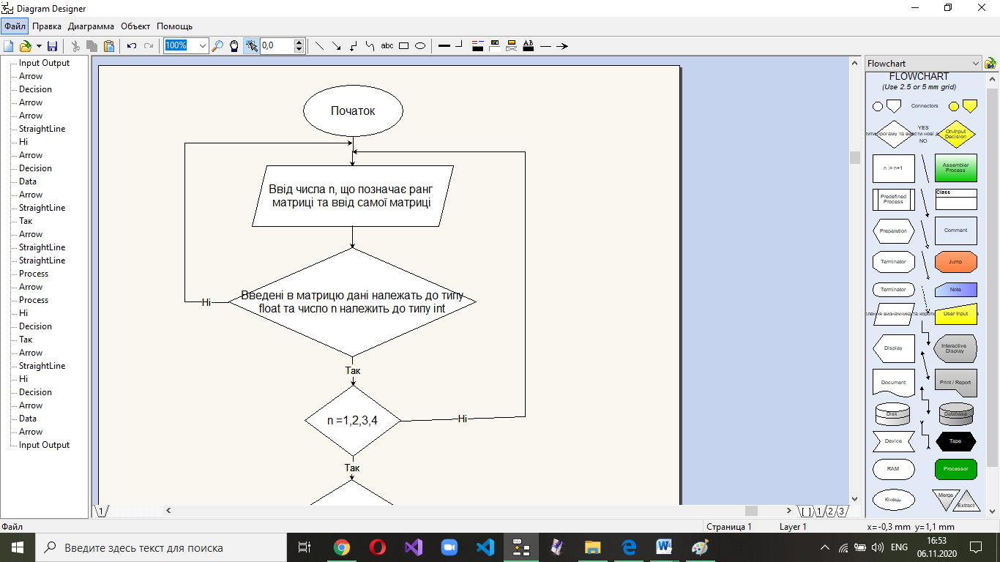 Diagram Designer
Файл Правка Диаграмма Объект Помощь
100% 0,0 abc AB
Input Output
Arrow
Decision
Arrow
Arrow
StraightLine
Ні
Arrow
Decision
Data
Arrow
StraightLine
Так
Arrow
StraightLine
StraightLine
Process
Arrow
Process
Ні
Decision
Так
Arrow
StraightLine
Ні
Decision
Arrow
Data
Arrow
Input Output
Початок
Ввід числа n, що позначає ранг
матриці та ввід самої матриці
Введені в матрицю дані належать до типу
float та число n належить до типу int
Ні
Так
n =1,2,3,4
Ні
Так
Flowchart
FLOWCHART
(Use 2.5 or 5 mm grid)
Connectors
YES
NO
On-Input
Decision
n := n+1
Assembler
Process
Predefined
Process
Class
Preparation
Comment
Terminator
Jump
Terminator
Note
User Input
Display
Interactive
Display
Document
Print / Report
Disk
Database
Device
Tape
RAM
Processor
Кінець
Merge
Extract
1
1 2 3
Файл
Страница 1
Layer 1
x=-0,3 mm y=1,1 mm
Введите здесь текст для поиска
ENG
16:53
06.11.2020